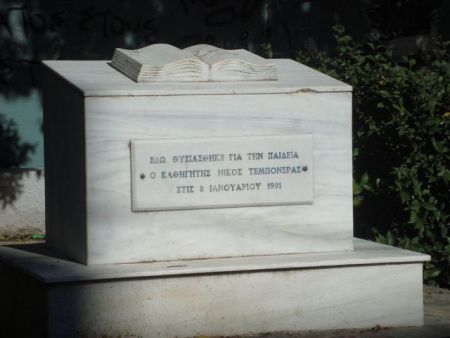 ΕΔΩ ΘΥΣΙΑΣΘΗΚΕ ΓΙΑ ΤΗΝ ΠΑΙΔΕΙΑ
Ο ΚΑΘΗΓΗΤΗΣ ΝΙΚΟΣ ΤΕΜΠΟΝΕΡΑΣ
ΣΤΙΣ 8 ΙΑΝΟΥΑΡΙΟΥ 1991